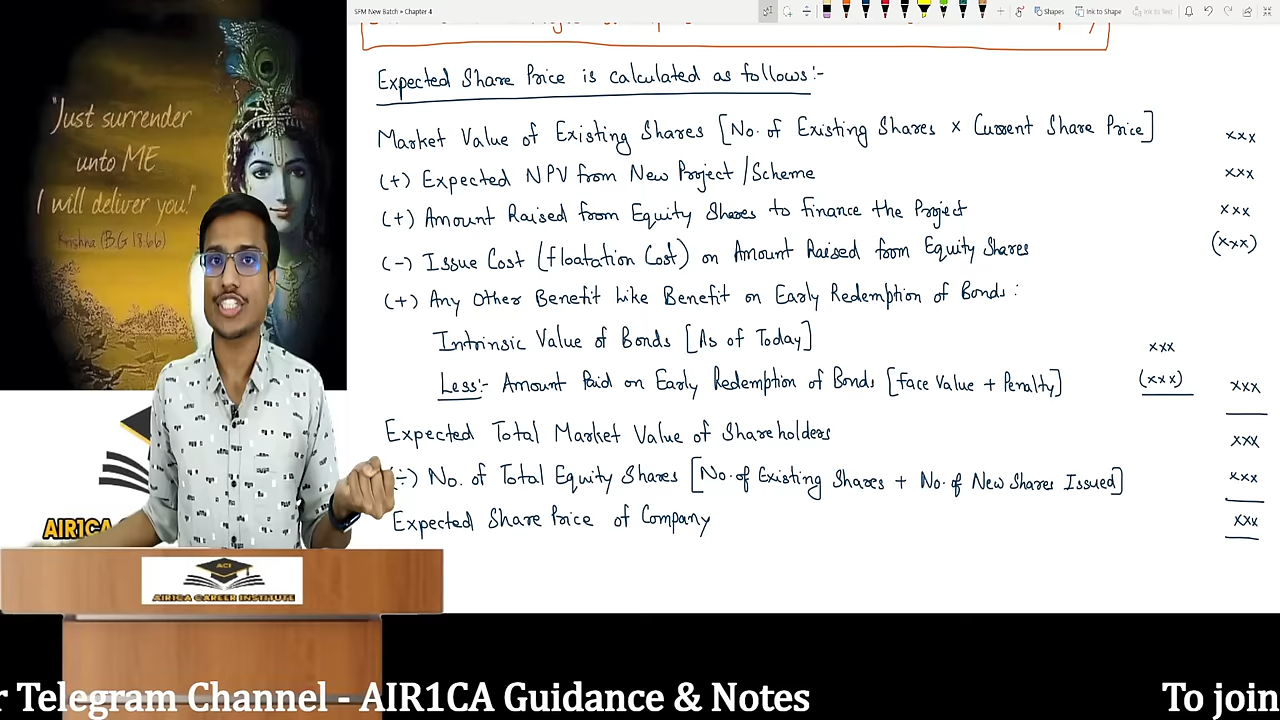 SFM New Batch » Chapter 4
Shapes
Ink to Shape
Ink to Text
Expected Share Price is calculated as follows:-
Market Value of Existing Shares [No. of Existing Shares × Current Share Price] xxx
(+) Expected NPV from New Project/Scheme xxx
(+) Amount Raised from Equity Shares to Finance the Project xxx
(-) Issue Cost (Floatation Cost) on Amount Raised from Equity Shares (xxx)
(+) Any Other Benefit Like Benefit on Early Redemption of Bonds:
Intrinsic Value of Bonds [As of Today] xxx
Less:- Amount Paid on Early Redemption of Bonds [Face Value + Penalty] (xxx) xxx
Expected Total Market Value of Shareholders xxx
(÷) No. of Total Equity Shares [No. of Existing Shares + No. of New Shares Issued] xxx
Expected Share Price of Company xxx
"Just surrender
unto ME
I will deliver you!"
Krishna (BG 18:66)
AIR1CA
ACI
AIR1CA CAREER INSTITUTE
r Telegram Channel - AIR1CA Guidance & Notes To join